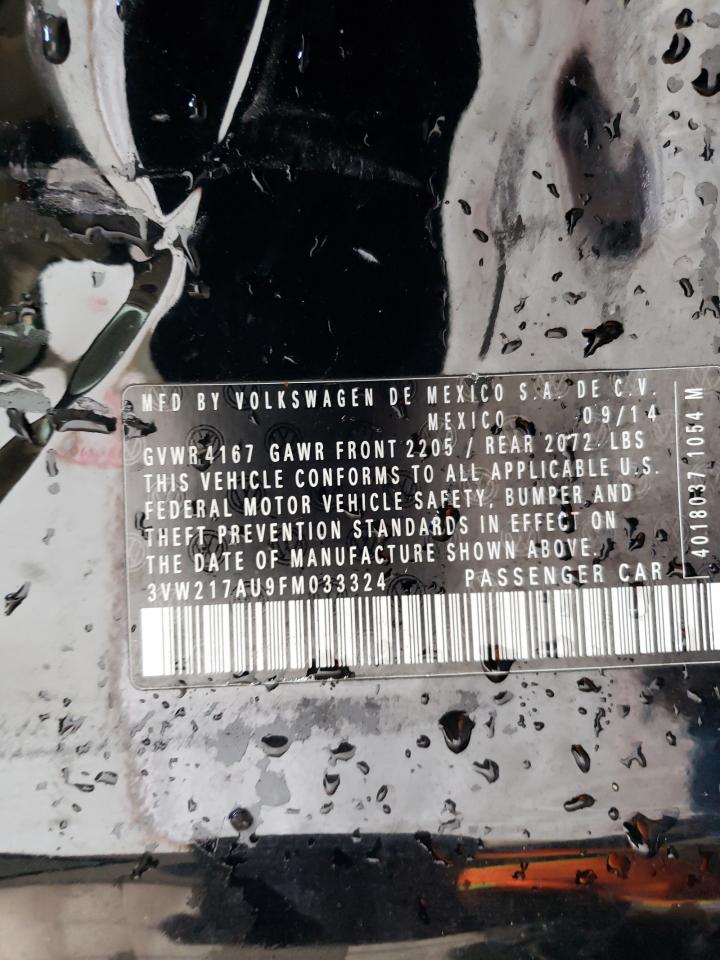 MFD BY VOLKSWAGEN DE MEXICO S.A. DE C.V.
MEXICO 09/14
GVWR 4167 GAWR FRONT 2205 / REAR 2072 LBS
THIS VEHICLE CONFORMS TO ALL APPLICABLE U.S.
FEDERAL MOTOR VEHICLE SAFETY, BUMPER AND
THEFT PREVENTION STANDARDS IN EFFECT ON
THE DATE OF MANUFACTURE SHOWN ABOVE.
3VW217AU9FM033324 PASSENGER CAR
4018037 1054 M